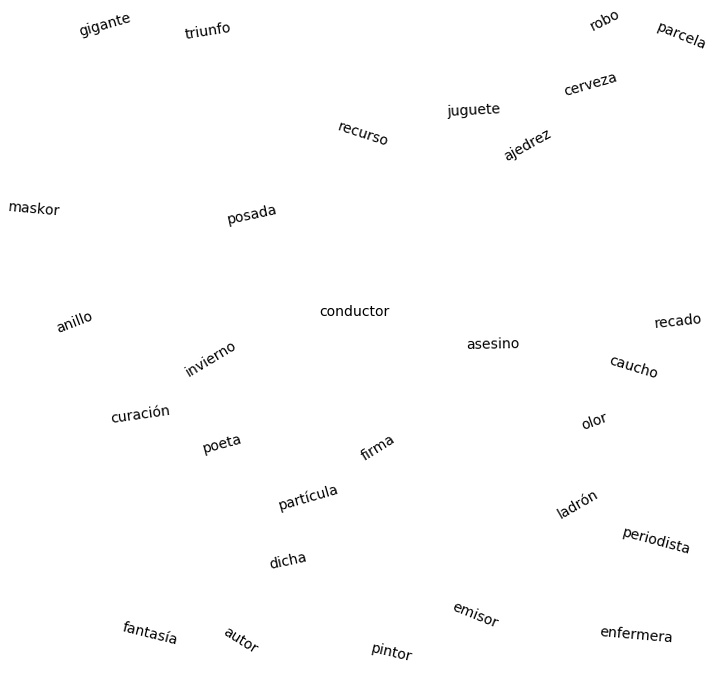 gigante
triunfo
robo
parcela
cerveza
juguete
recurso
ajedrez
maskor
posada
anillo
conductor
recado
asesino
invierno
caucho
curación
olor
poeta
firma
partícula
ladrón
periodista
dicha
emisor
fantasía
autor
enfermera
pintor